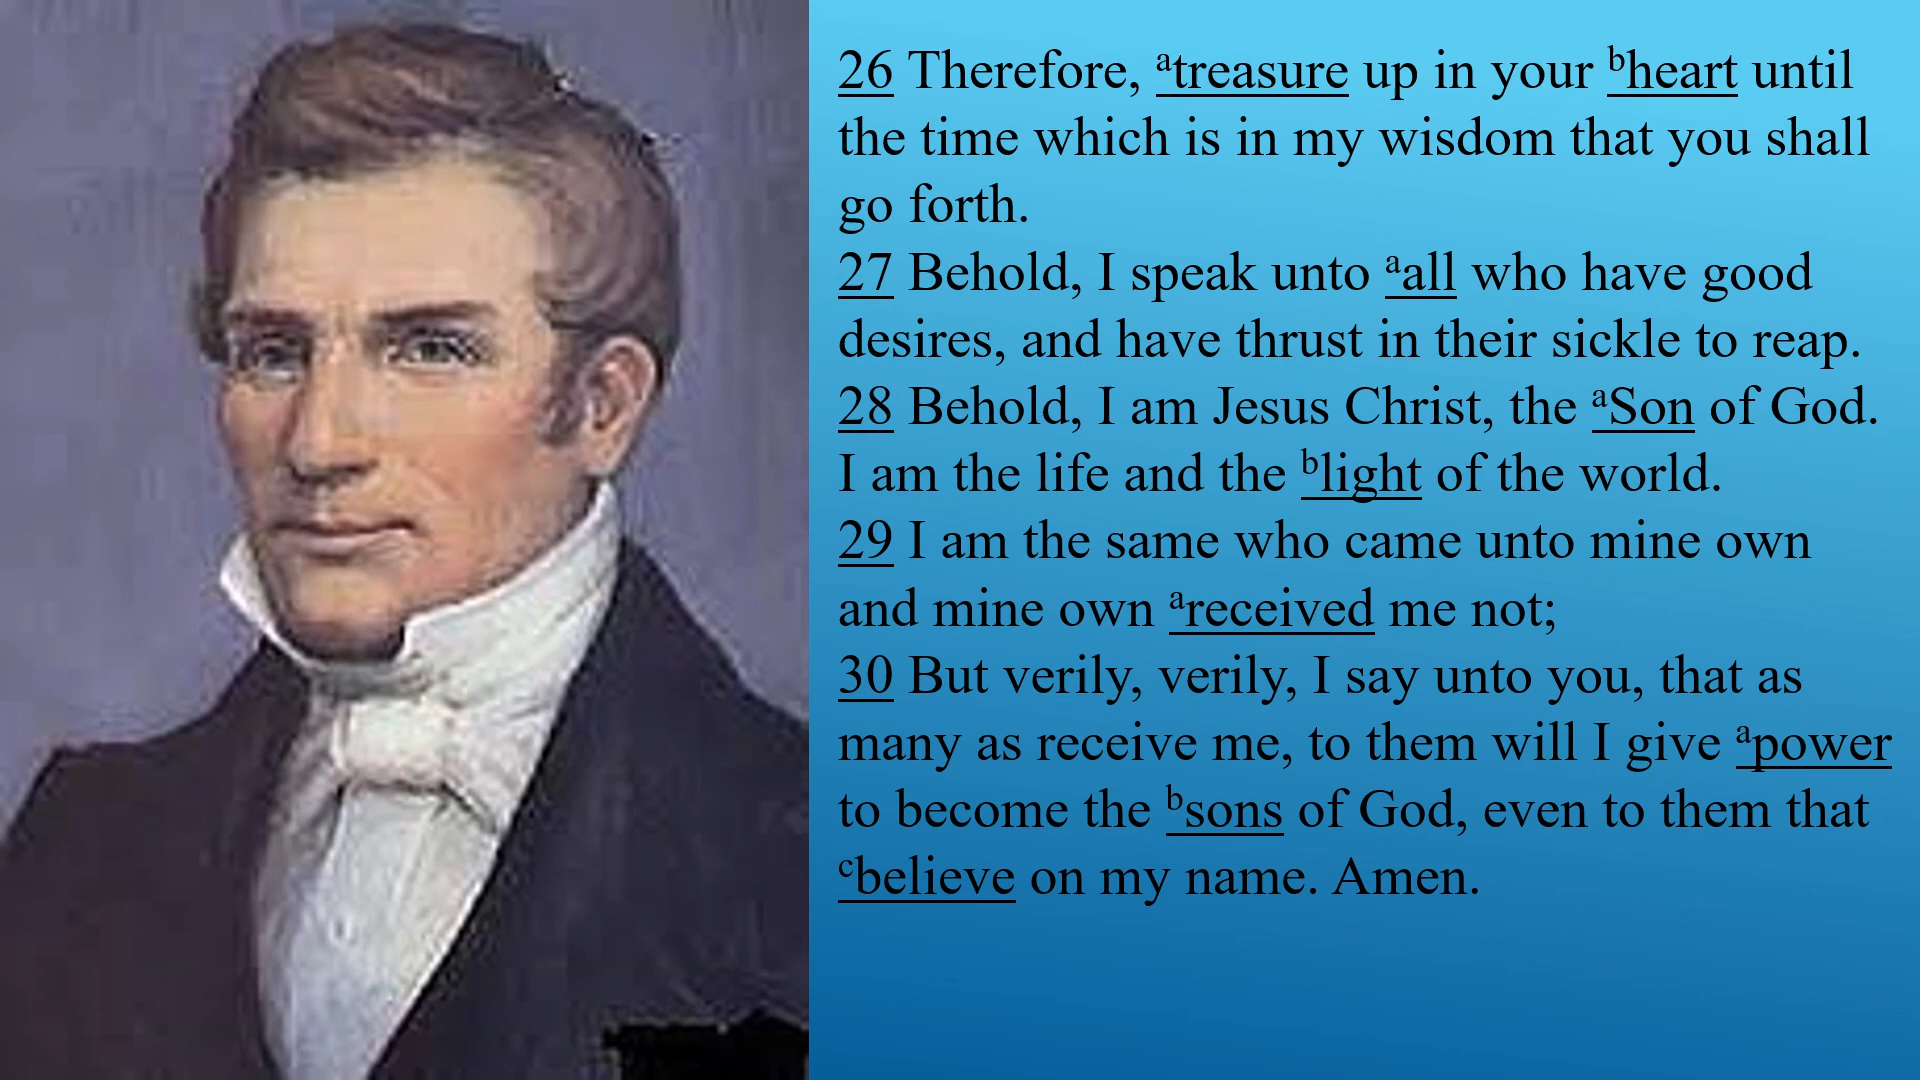 26 Therefore, ᵃtreasure up in your ᵇheart until
the time which is in my wisdom that you shall
go forth.
27 Behold, I speak unto ᵃall who have good
desires, and have thrust in their sickle to reap.
28 Behold, I am Jesus Christ, the ᵃSon of God.
I am the life and the ᵇlight of the world.
29 I am the same who came unto mine own
and mine own ᵃreceived me not;
30 But verily, verily, I say unto you, that as
many as receive me, to them will I give ᵃpower
to become the ᵇsons of God, even to them that
ᶜbelieve on my name. Amen.